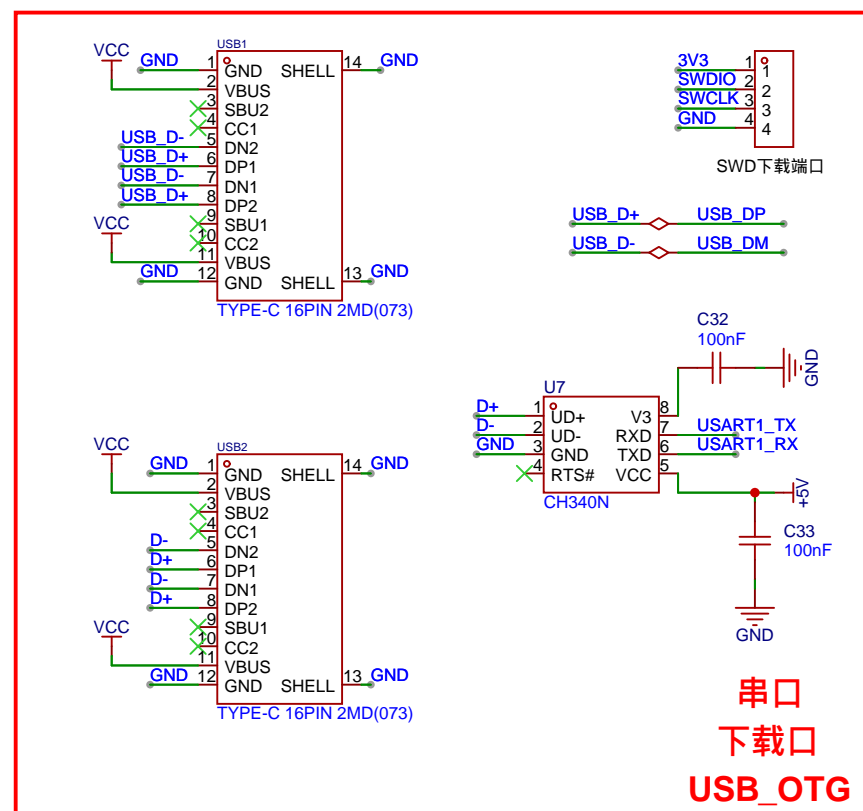 USB1
VCC
GND 1 GND SHELL 14 GND
2 VBUS
3 SBU2
4 CC1
USB_D- 5 DN2
USB_D+ 6 DP1
USB_D- 7 DN1
USB_D+ 8 DP2
9 SBU1
VCC 10 CC2
11 VBUS
GND 12 GND SHELL 13 GND
TYPE-C 16PIN 2MD(073)
3V3 1 1
SWDIO 2 2
SWCLK 3 3
GND 4 4
SWD下载端口
USB_D+ USB_DP
USB_D- USB_DM
C32
100nF
GND
U7
D+ 1 UD+ V3 8
D- 2 UD- RXD 7 USART1_TX
GND 3 GND TXD 6 USART1_RX
4 RTS# VCC 5
CH340N
+5V
C33
100nF
GND
USB2
VCC
GND 1 GND SHELL 14 GND
2 VBUS
3 SBU2
4 CC1
D- 5 DN2
D+ 6 DP1
D- 7 DN1
D+ 8 DP2
9 SBU1
VCC 10 CC2
11 VBUS
GND 12 GND SHELL 13 GND
TYPE-C 16PIN 2MD(073)
串口
下载口
USB_OTG